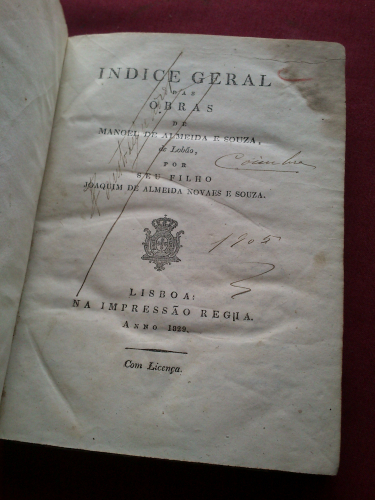 INDICE GERAL
DAS
OBRAS
DE
MANOEL DE ALMEIDA E SOUZA,
de Lobão,
Coimbra
POR
SEU FILHO
JOAQUIM DE ALMEIDA NOVAES E SOUZA.
1905
LISBOA:
NA IMPRESSÃO REGIA.
ANNO 1829.
Com Licença.